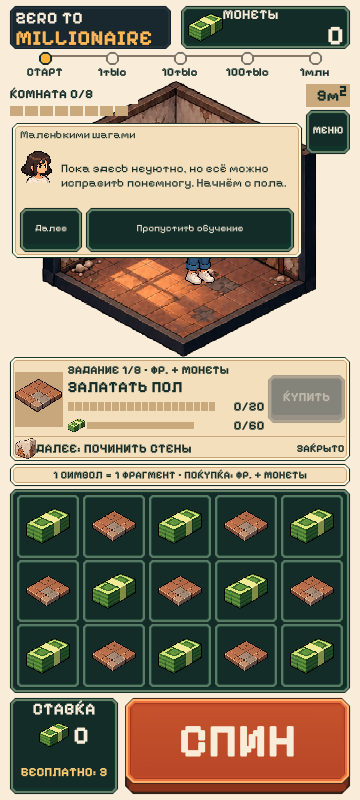 ZERO TO
MILLIONAIRE
МОНЕТЫ
0
СТАРТ
1тыс
10тыс
100тыс
1млн
КОМНАТА 0/8
9м²
МЕНЮ
Маленькими шагами
Пока здесь неуютно, но всё можно
исправить понемногу. Начнём с пола.
Далее
Пропустить обучение
ЗАДАНИЕ 1/8 · ФР. + МОНЕТЫ
ЗАЛАТАТЬ ПОЛ
КУПИТЬ
0/20
0/60
ДАЛЕЕ: ПОЧИНИТЬ СТЕНЫ
ЗАКРЫТО
1 СИМВОЛ = 1 ФРАГМЕНТ · ПОКУПКА: ФР. + МОНЕТЫ
СТАВКА
0
БЕСПЛАТНО: 3
СПИН